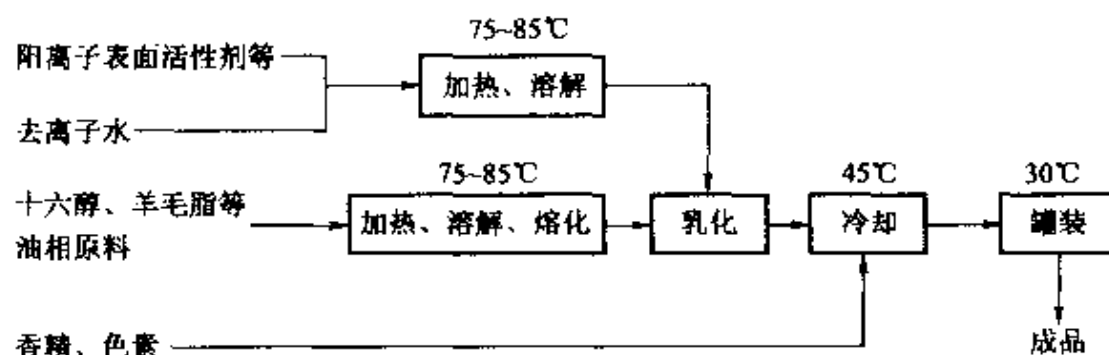 75~85℃
阳离子表面活性剂等
加热、溶解
去离子水
75~85℃
45℃
30℃
十六醇、羊毛脂等
油相原料
加热、溶解、熔化
乳化
冷却
罐装
香精、色素
成品